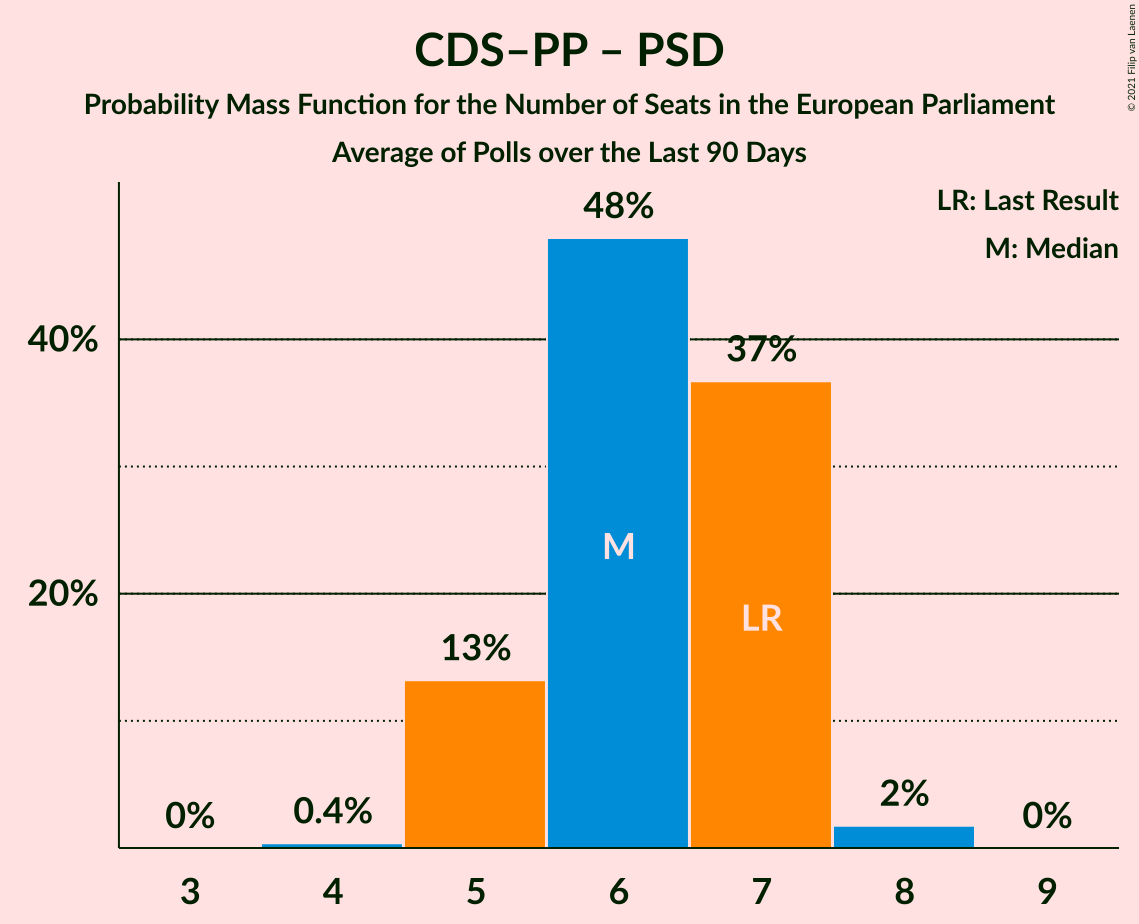 CDS–PP – PSD
Probability Mass Function for the Number of Seats in the European Parliament
Average of Polls over the Last 90 Days
© 2021 Filip van Laenen
LR: Last Result
M: Median
40%
20%
0%
0.4%
13%
48%
37%
2%
0%
M
LR
3
4
5
6
7
8
9